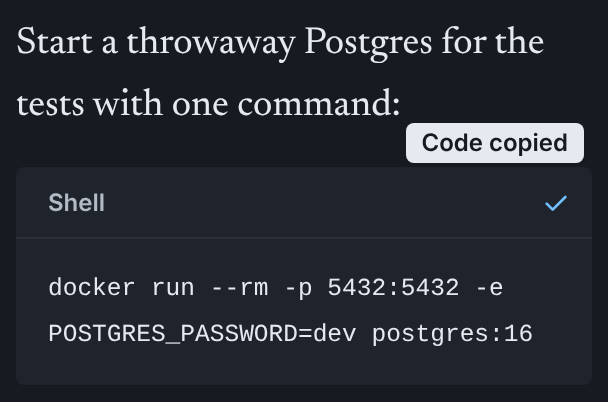 Start a throwaway Postgres for the
tests with one command:
Code copied
Shell
docker run --rm -p 5432:5432 -e
POSTGRES_PASSWORD=dev postgres:16